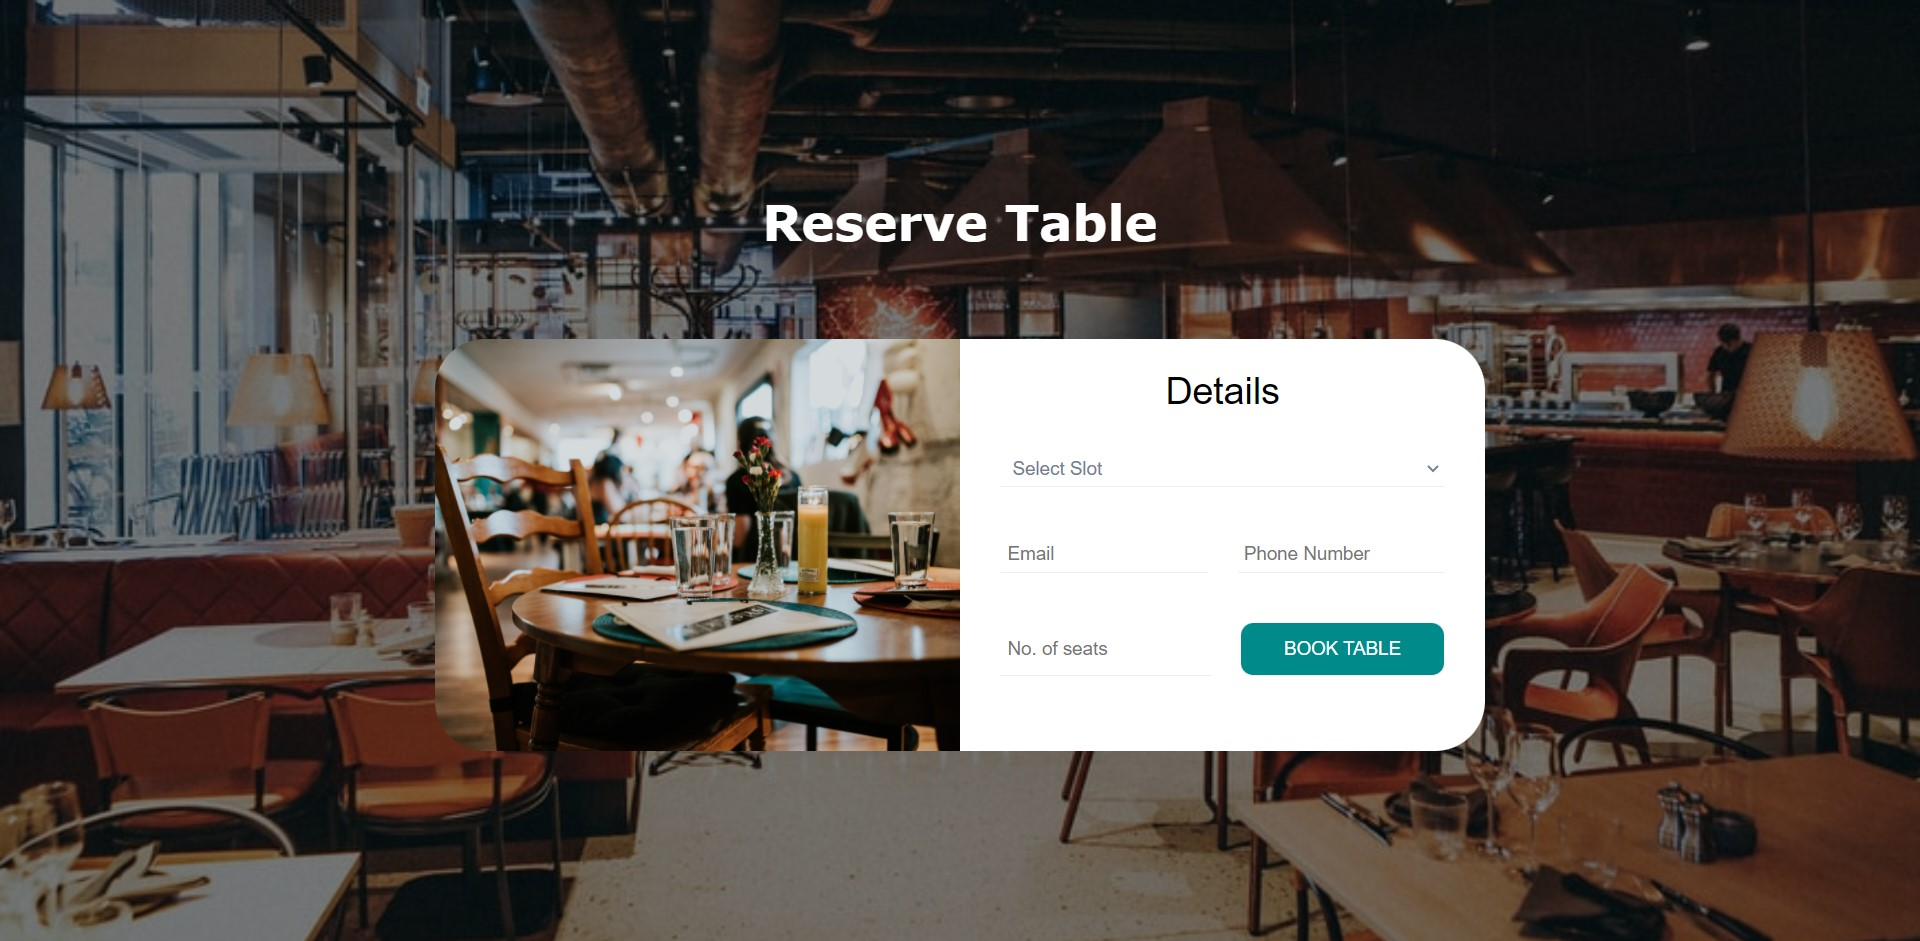 Reserve Table
Details
Select Slot
Email
Phone Number
No. of seats
BOOK TABLE